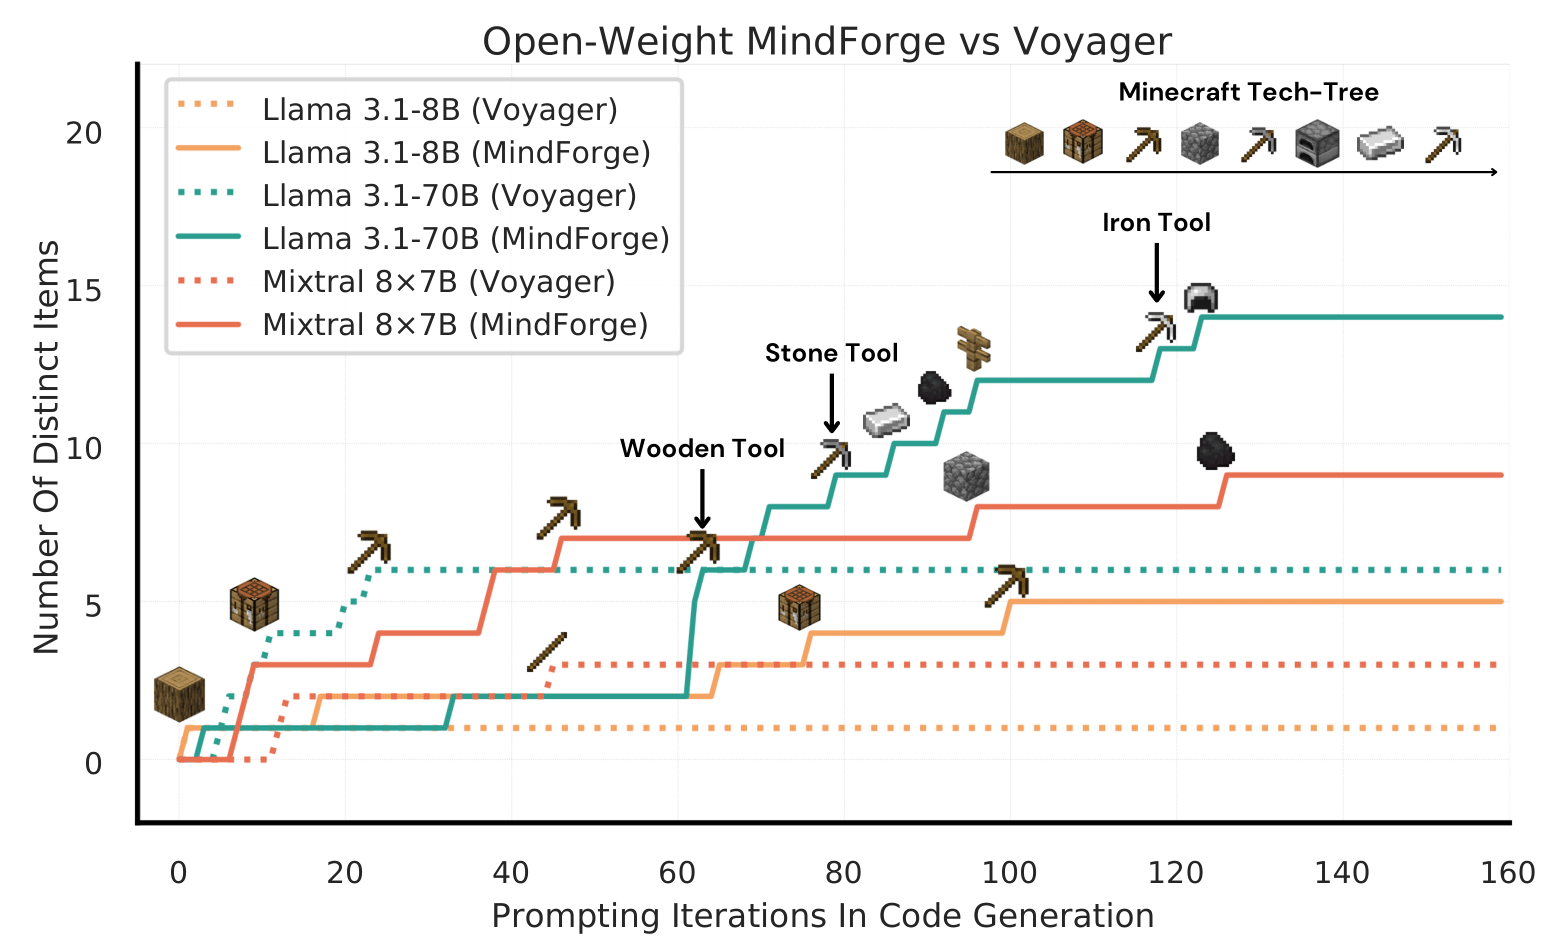 Open-Weight MindForge vs Voyager
Llama 3.1-8B (Voyager)
Llama 3.1-8B (MindForge)
Llama 3.1-70B (Voyager)
Llama 3.1-70B (MindForge)
Mixtral 8×7B (Voyager)
Mixtral 8×7B (MindForge)
Minecraft Tech-Tree
Iron Tool
Stone Tool
Wooden Tool
Number Of Distinct Items
20
15
10
5
0
0 20 40 60 80 100 120 140 160
Prompting Iterations In Code Generation